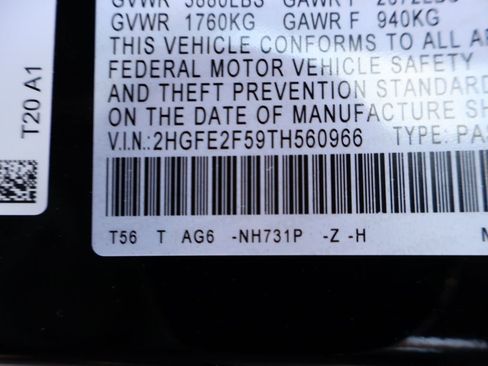 GVWR 1760KG GAWR F 940KG
THIS VEHICLE CONFORMS TO ALL AP
FEDERAL MOTOR VEHICLE SAFETY
AND THEFT PREVENTION STANDARD
ON THE DATE OF MANUFACTURE SH
V.I.N.:2HGFE2F59TH560966 TYPE: PA
T56 T AG6 -NH731P -Z -H
T20 A1